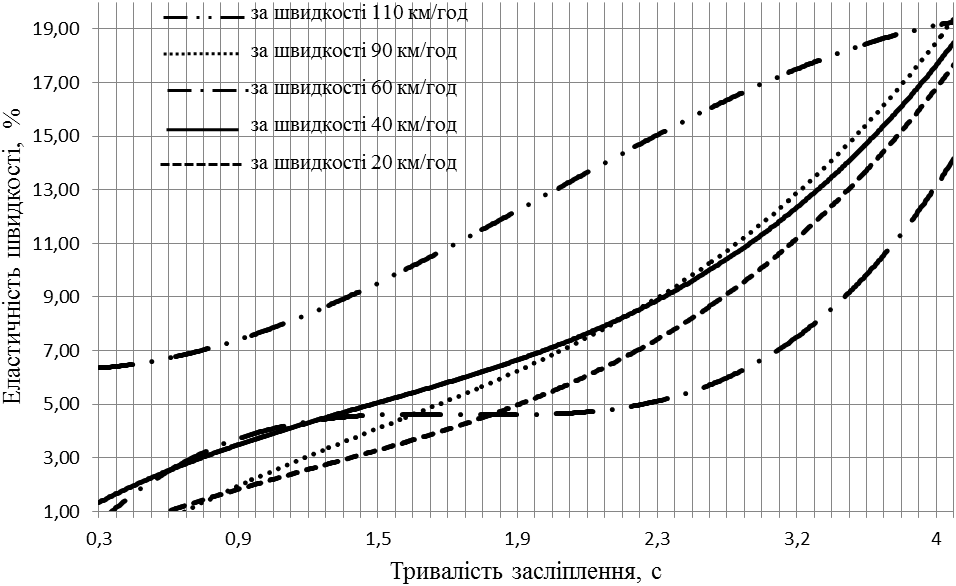 за швидкості 110 км/год
за швидкості 90 км/год
за швидкості 60 км/год
за швидкості 40 км/год
за швидкості 20 км/год
Еластичність швидкості, %
19,00
17,00
15,00
13,00
11,00
9,00
7,00
5,00
3,00
1,00
0,3 0,9 1,5 1,9 2,3 3,2 4
Тривалість засліплення, с